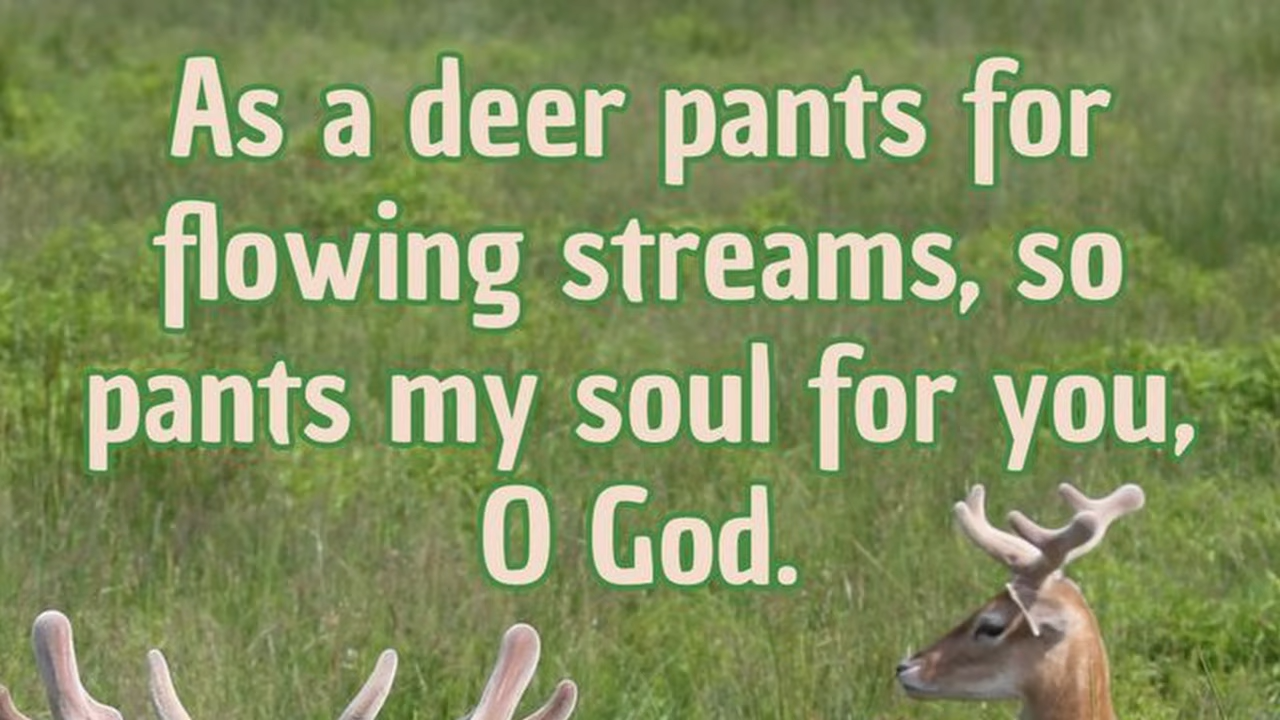 As a deer pants for
flowing streams, so
pants my soul for you,
O God.